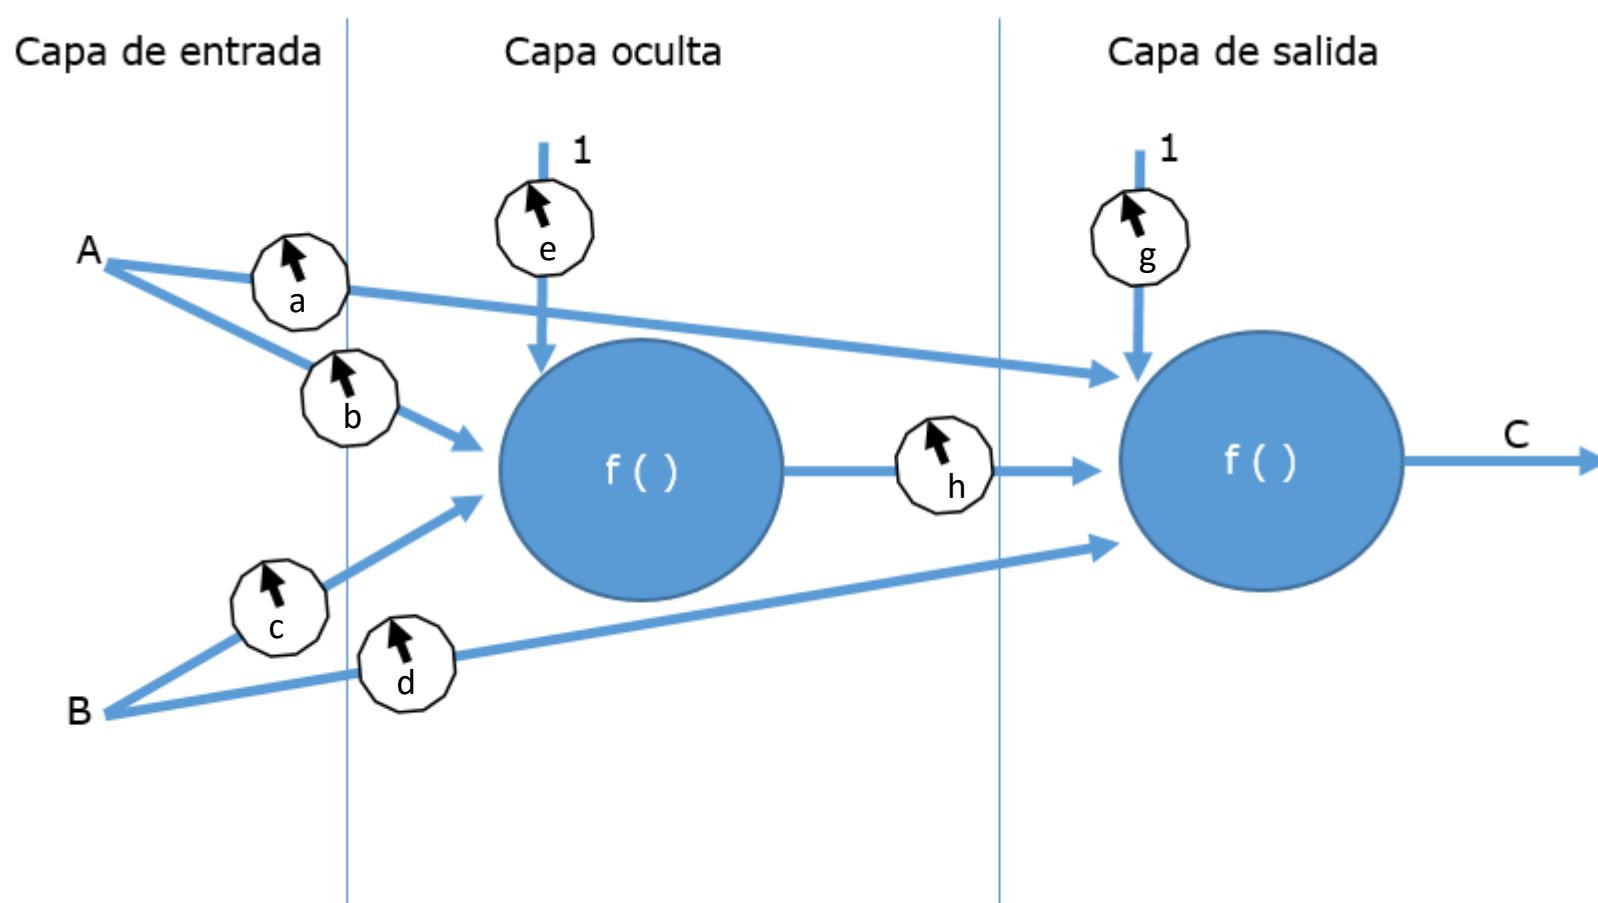 Capa de entrada
Capa oculta
Capa de salida
1
1
A
a
e
g
b
f ( )
h
f ( )
C
c
d
B